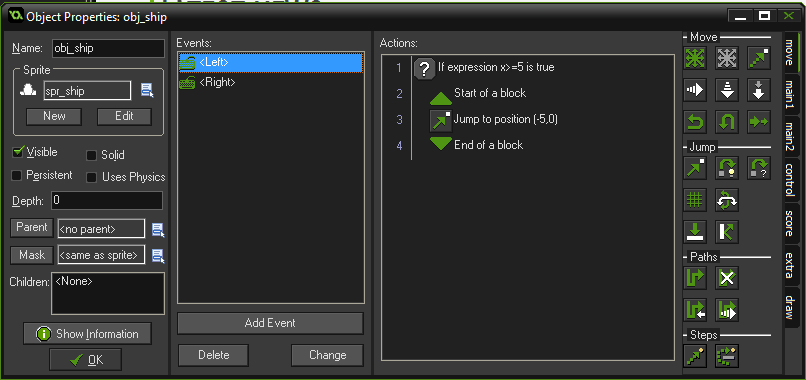 Object Properties: obj_ship
Name: obj_ship
Sprite
spr_ship
New Edit
Visible Solid
Persistent Uses Physics
Depth: 0
Parent <no parent>
Mask <same as sprite>
Children: <None>
Show Information
OK
Events:
<Left>
<Right>
Add Event
Delete Change
Actions:
1 If expression x>=5 is true
2 Start of a block
3 Jump to position (-5,0)
4 End of a block
Move
Jump
Paths
Steps
move
main1
main2
control
score
extra
draw